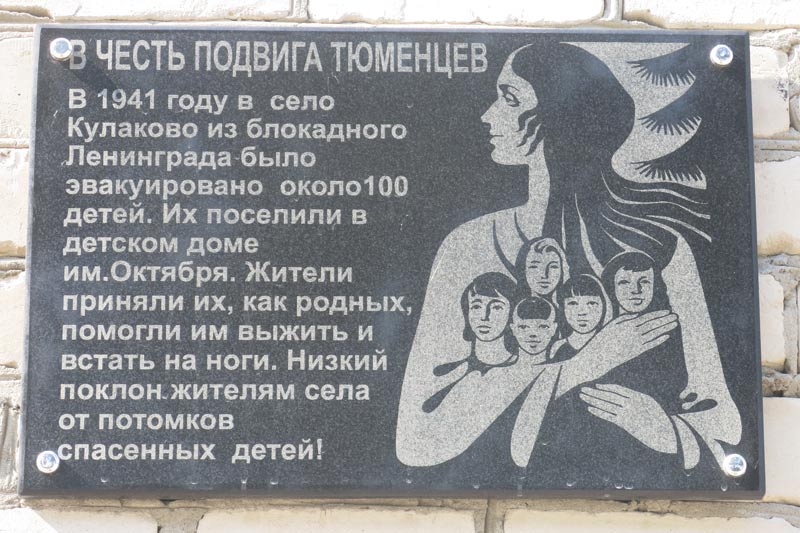 В ЧЕСТЬ ПОДВИГА ТЮМЕНЦЕВ
В 1941 году в село
Кулаково из блокадного
Ленинграда было
эвакуировано около100
детей. Их поселили в
детском доме
им.Октября. Жители
приняли их, как родных,
помогли им выжить и
встать на ноги. Низкий
поклон жителям села
от потомков
спасенных детей!